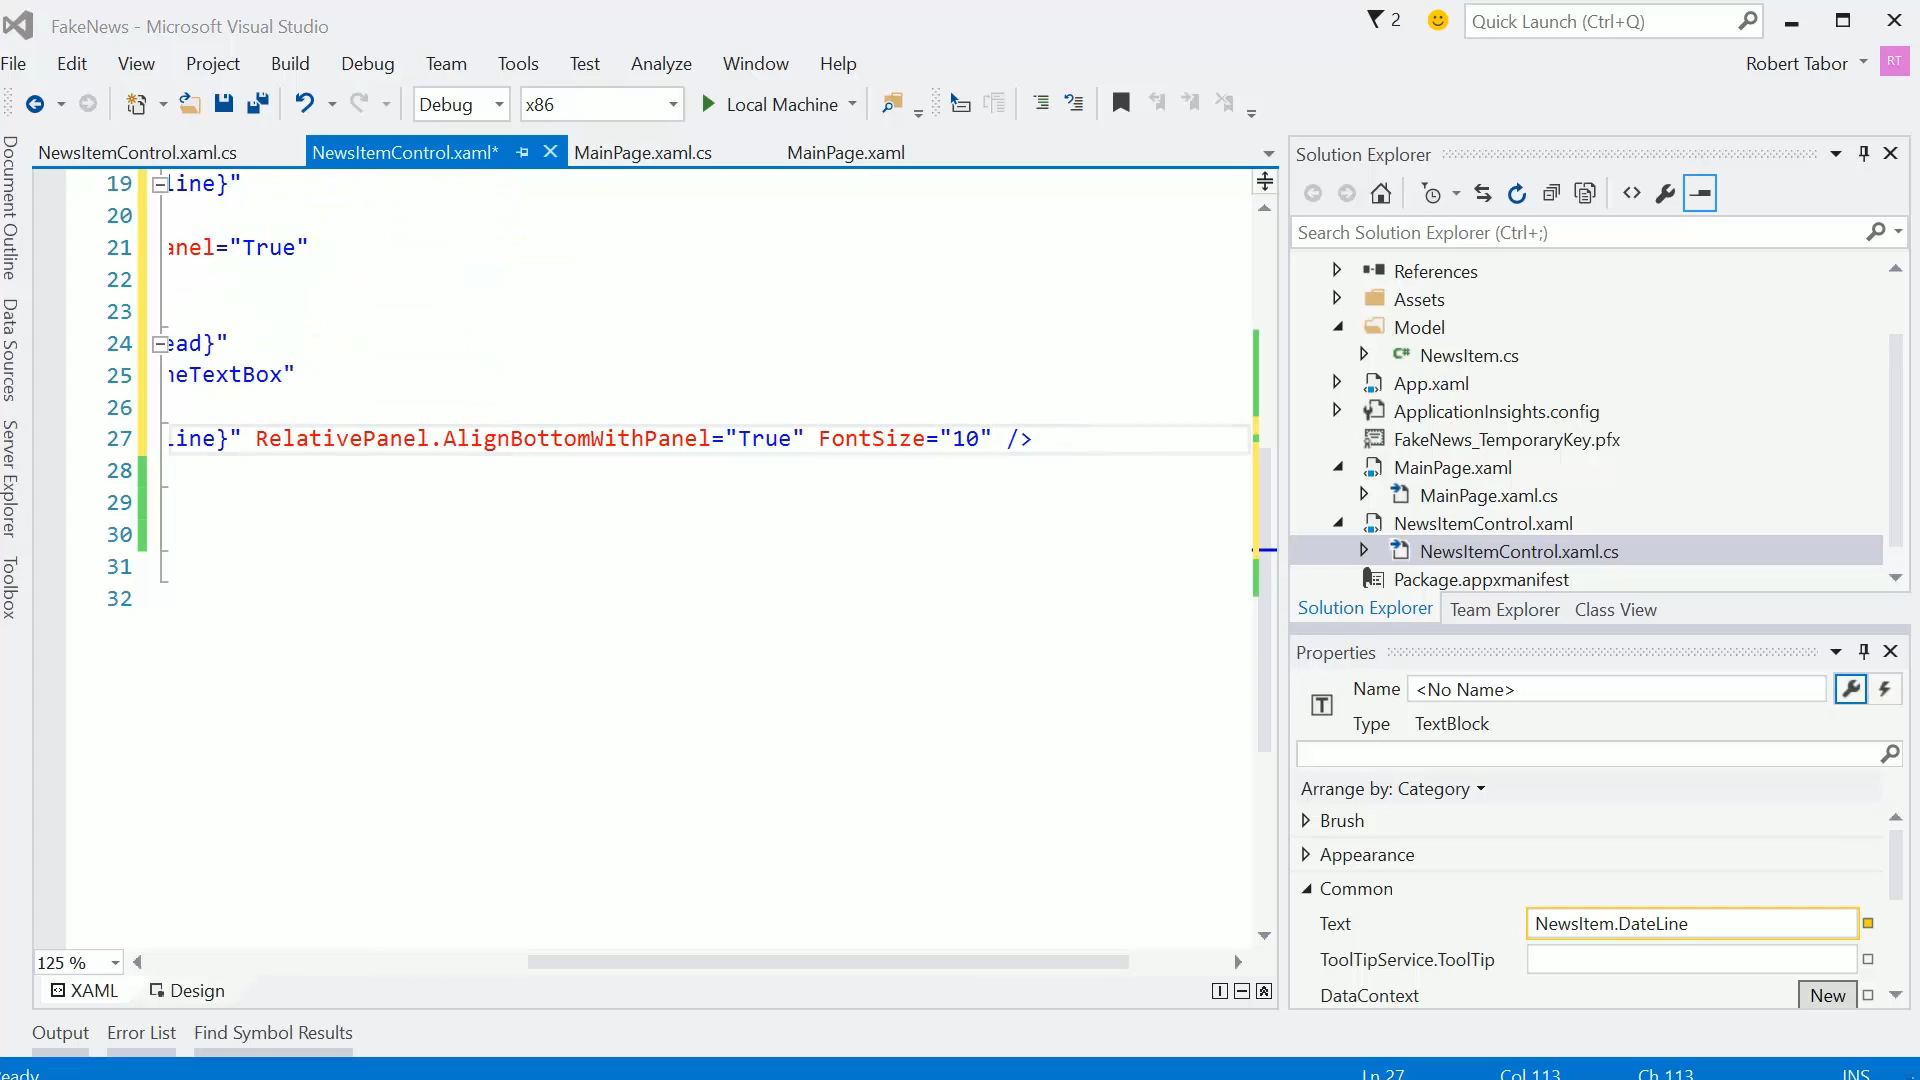 FakeNews - Microsoft Visual Studio
2
Quick Launch (Ctrl+Q)
File Edit View Project Build Debug Team Tools Test Analyze Window Help
Robert Tabor
RT
Debug x86 Local Machine
NewsItemControl.xaml.cs NewsItemControl.xaml* MainPage.xaml.cs MainPage.xaml
Document Outline
Data Sources
Server Explorer
Toolbox
19 line}"
20
21 anel="True"
22
23
24 ead}"
25 neTextBox"
26
27 line}" RelativePanel.AlignBottomWithPanel="True" FontSize="10" />
28
29
30
31
32
125 %
XAML Design
Output Error List Find Symbol Results
Solution Explorer
Search Solution Explorer (Ctrl+;)
References
Assets
Model
C# NewsItem.cs
App.xaml
ApplicationInsights.config
FakeNews_TemporaryKey.pfx
MainPage.xaml
MainPage.xaml.cs
NewsItemControl.xaml
NewsItemControl.xaml.cs
Package.appxmanifest
Solution Explorer Team Explorer Class View
Properties
Name <No Name>
Type TextBlock
Arrange by: Category
Brush
Appearance
Common
Text NewsItem.DateLine
ToolTipService.ToolTip
DataContext New
eady Ln 27 Col 113 Ch 113 INS